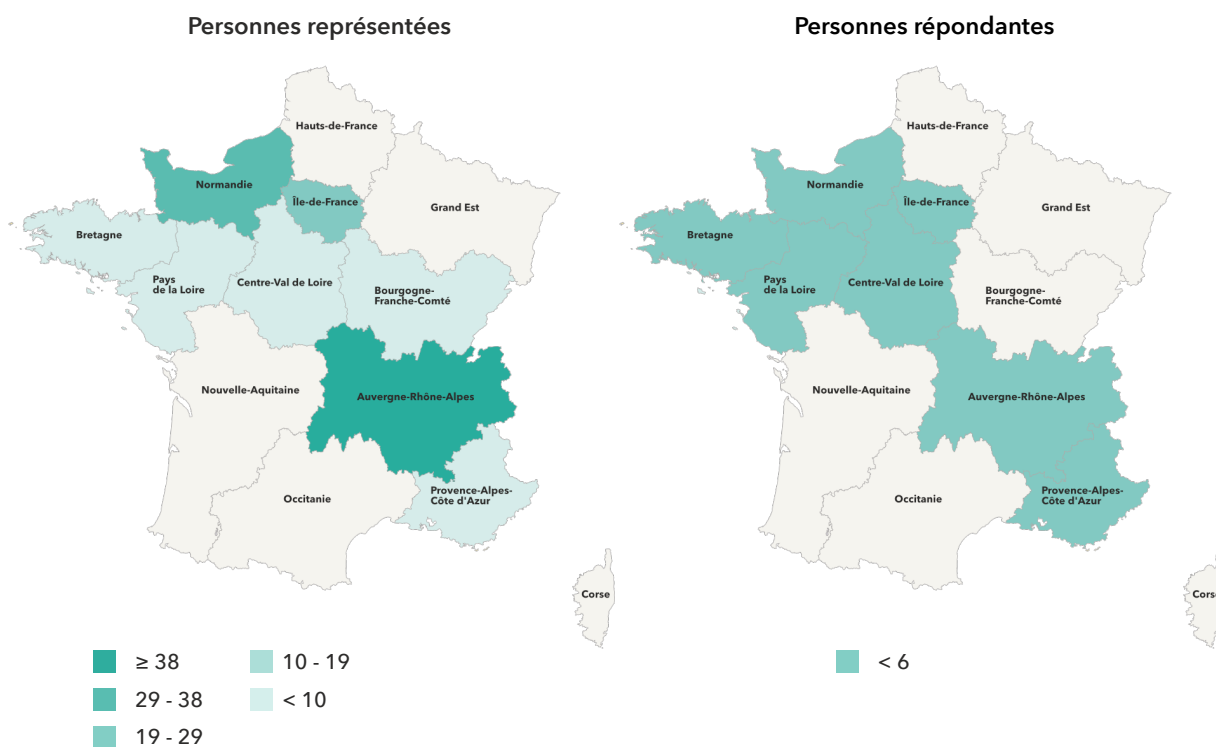 Personnes représentées
Hauts-de-France
Normandie
Île-de-France
Grand Est
Bretagne
Pays
de la Loire
Centre-Val de Loire
Bourgogne-
Franche-Comté
Nouvelle-Aquitaine
Auvergne-Rhône-Alpes
Occitanie
Provence-Alpes-
Côte d'Azur
Corse
≥ 38
10 - 19
29 - 38
< 10
19 - 29
Personnes répondantes
Hauts-de-France
Normandie
Île-de-France
Grand Est
Bretagne
Pays
de la Loire
Centre-Val de Loire
Bourgogne-
Franche-Comté
Nouvelle-Aquitaine
Auvergne-Rhône-Alpes
Occitanie
Provence-Alpes-
Côte d'Azur
Corse
< 6